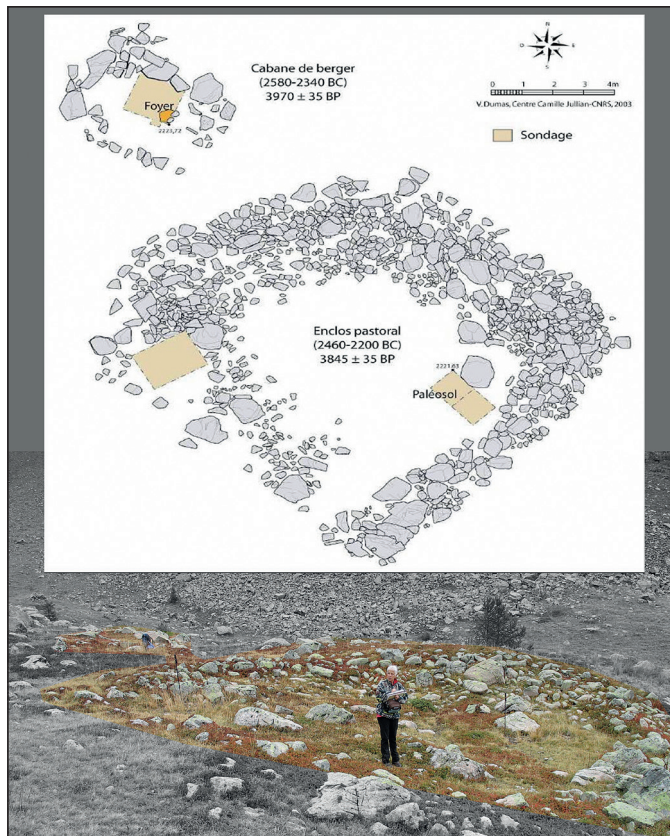 Cabane de berger
(2580-2340 BC)
3970 ± 35 BP
Foyer
2223,72
N
O
E
S
0
1
2
4m
V. Dumas, Centre Camille Jullian-CNRS, 2003
Sondage
Enclos pastoral
(2460-2200 BC)
3845 ± 35 BP
2221,83
Paléosol